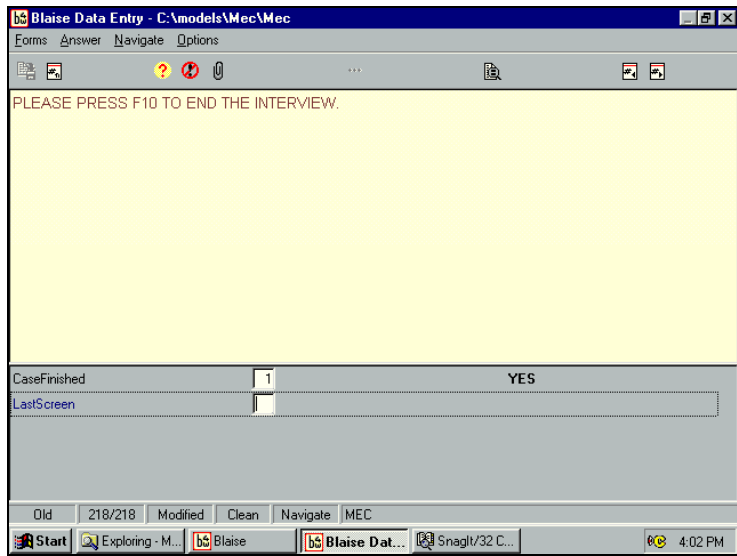 Blaise Data Entry - C:\models\Mec\Mec
Forms Answer Navigate Options
PLEASE PRESS F10 TO END THE INTERVIEW.
CaseFinished 1 YES
LastScreen
Old 218/218 Modified Clean Navigate MEC
Start Exploring - M... Blaise Blaise Dat... SnagIt/32 C... 4:02 PM